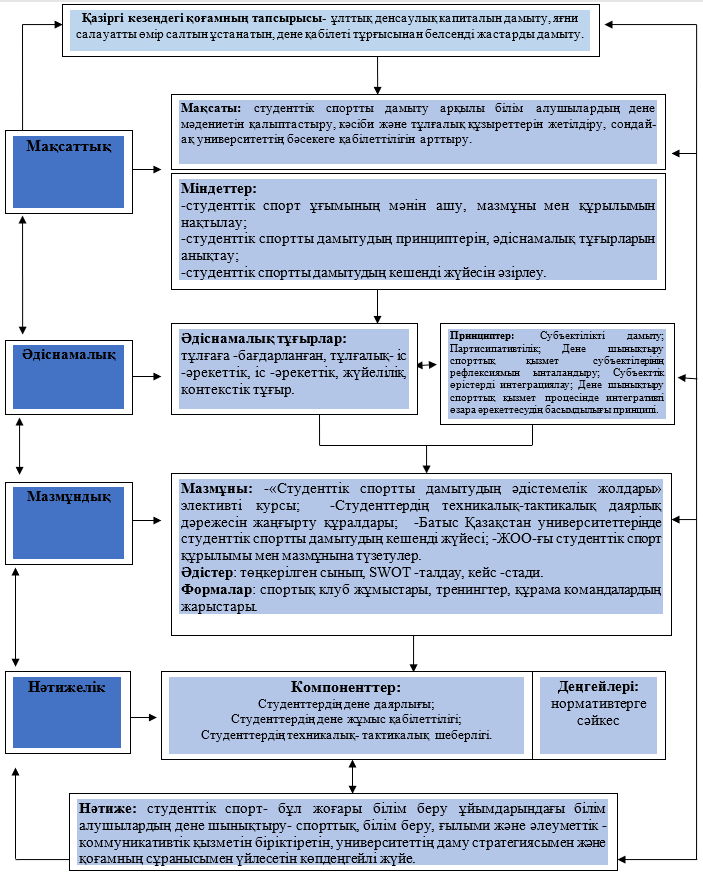 Қазіргі кезеңдегі қоғамның тапсырысы- ұлттық денсаулық капиталын дамыту, яғни
салауатты өмір салтын ұстанатын, дене қабілеті тұрғысынан белсенді жастарды дамыту.
Мақсаттық
Мақсаты: студенттік спортты дамыту арқылы білім алушылардың дене
мәдениетін қалыптастыру, кәсіби және тұлғалық құзыреттерін жетілдіру, сондай-
ақ университеттің бәсекеге қабілеттілігін арттыру.
Міндеттер:
-студенттік спорт ұғымының мәнін ашу, мазмұны мен құрылымын
нақтылау;
-студенттік спортты дамытудың принциптерін, әдіснамалық тұғырларын
анықтау;
-студенттік спортты дамытудың кешенді жүйесін әзірлеу.
Әдіснамалық
Әдіснамалық тұғырлар:
тұлғаға -бағдарланған, тұлғалық- іс
-әрекеттік, іс -әрекеттік, жүйелілік,
контекстік тұғыр.
Принциптер: Субъектілікті дамыту;
Партисипативтілік; Дене шынықтыру
спорттық қызмет субъектілерінің
рефлексиямын ынталандыру; Субъекттік
өрістерді интеграциялау; Дене шынықтыру
спорттық қызмет процесінде интегративті
өзара әрекеттесудің басымдылығы принципі.
Мазмұндық
Мазмұны: -«Студенттік спортты дамытудың әдістемелік жолдары»
элективті курсы; -Студенттердің техникалық-тактикалық даярлық
дәрежесін жаңғырту құралдары; -Батыс Қазақстан университеттерінде
студенттік спортты дамытудың кешенді жүйесі; -ЖОО-ғы студенттік спорт
құрылымы мен мазмұнына түзетулер.
Әдістер: төңкерілген сынып, SWOT -талдау, кейс -стади.
Формалар: спортық клуб жұмыстары, тренингтер, құрама командалардың
жарыстары.
Нәтижелік
Компоненттер:
Студенттердің дене даярлығы;
Студенттердің дене жұмыс қабілеттілігі;
Студенттердің техникалық- тактикалық шеберлігі.
Деңгейлері:
нормативтерге
сәйкес
Нәтиже: студенттік спорт- бұл жоғары білім беру ұйымдарындағы білім
алушылардың дене шынықтыру- спорттық, білім беру, ғылыми және әлеуметтік -
коммуникативтік қызметін біріктіретін, университеттің даму стратегиясымен және
қоғамның сұранысымен үйлесетін көпдеңгейлі жүйе.